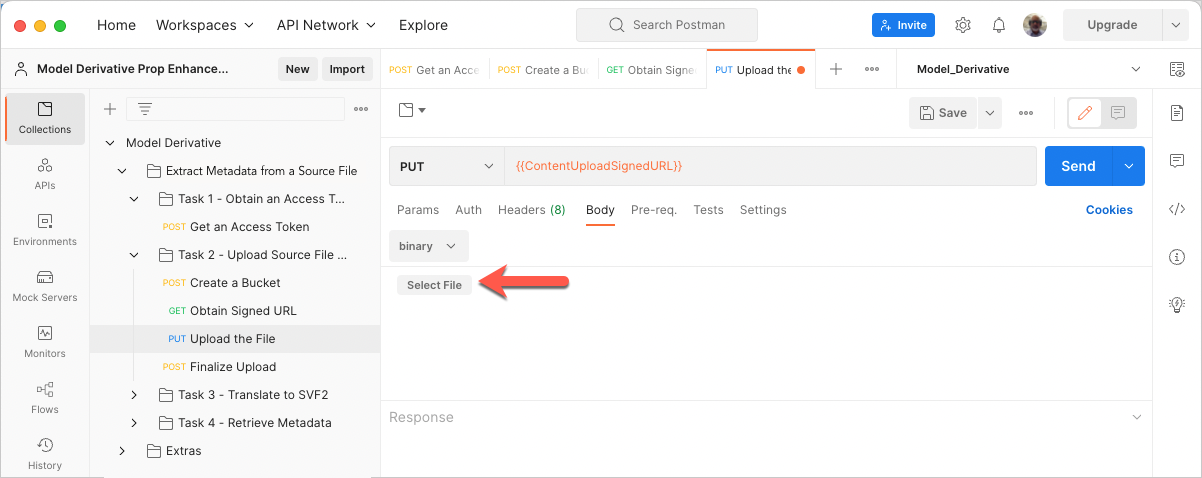 Home Workspaces API Network Explore Search Postman Invite Upgrade
Model Derivative Prop Enhance... New Import
POST Get an Acce POST Create a Bu GET Obtain Signe PUT Upload the Model_Derivative
Collections
APIs
Environments
Mock Servers
Monitors
Flows
History
Model Derivative
Extract Metadata from a Source File
Task 1 - Obtain an Access T...
POST Get an Access Token
Task 2 - Upload Source File ...
POST Create a Bucket
GET Obtain Signed URL
PUT Upload the File
POST Finalize Upload
Task 3 - Translate to SVF2
Task 4 - Retrieve Metadata
Extras
Save
PUT {{ContentUploadSignedURL}} Send
Params Auth Headers (8) Body Pre-req. Tests Settings Cookies
binary
Select File
Response